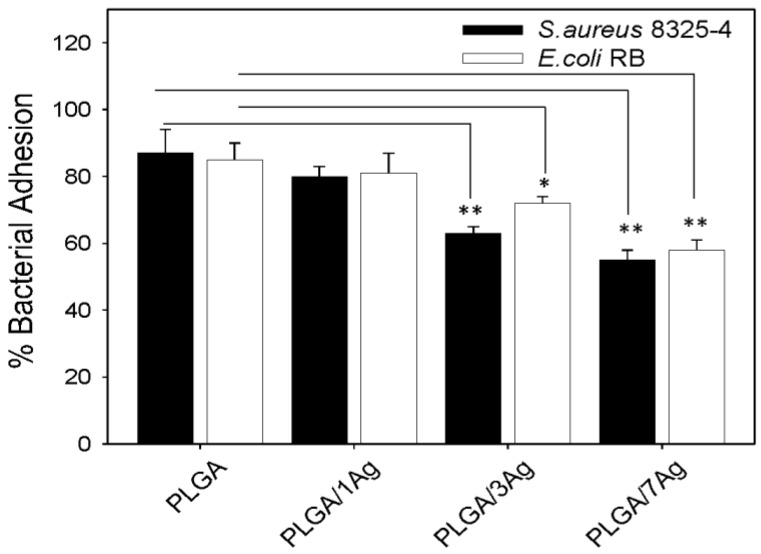 S.aureus 8325-4
E.coli RB
% Bacterial Adhesion
120
100
80
60
40
20
0
**
*
**
**
PLGA
PLGA/1Ag
PLGA/3Ag
PLGA/7Ag